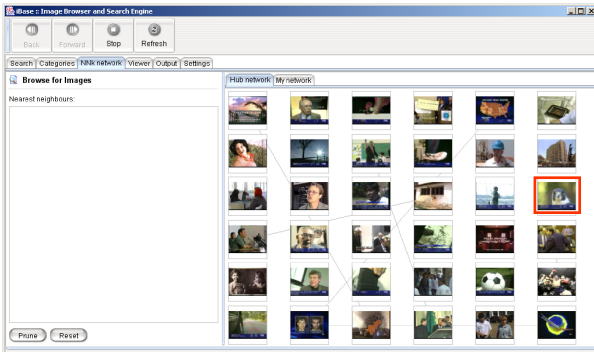 iBase :: Image Browser and Search Engine
Back Forward Stop Refresh
Search Categories NNk network Viewer Output Settings
Browse for Images
Nearest neighbours:
Prune Reset
Hub network My network